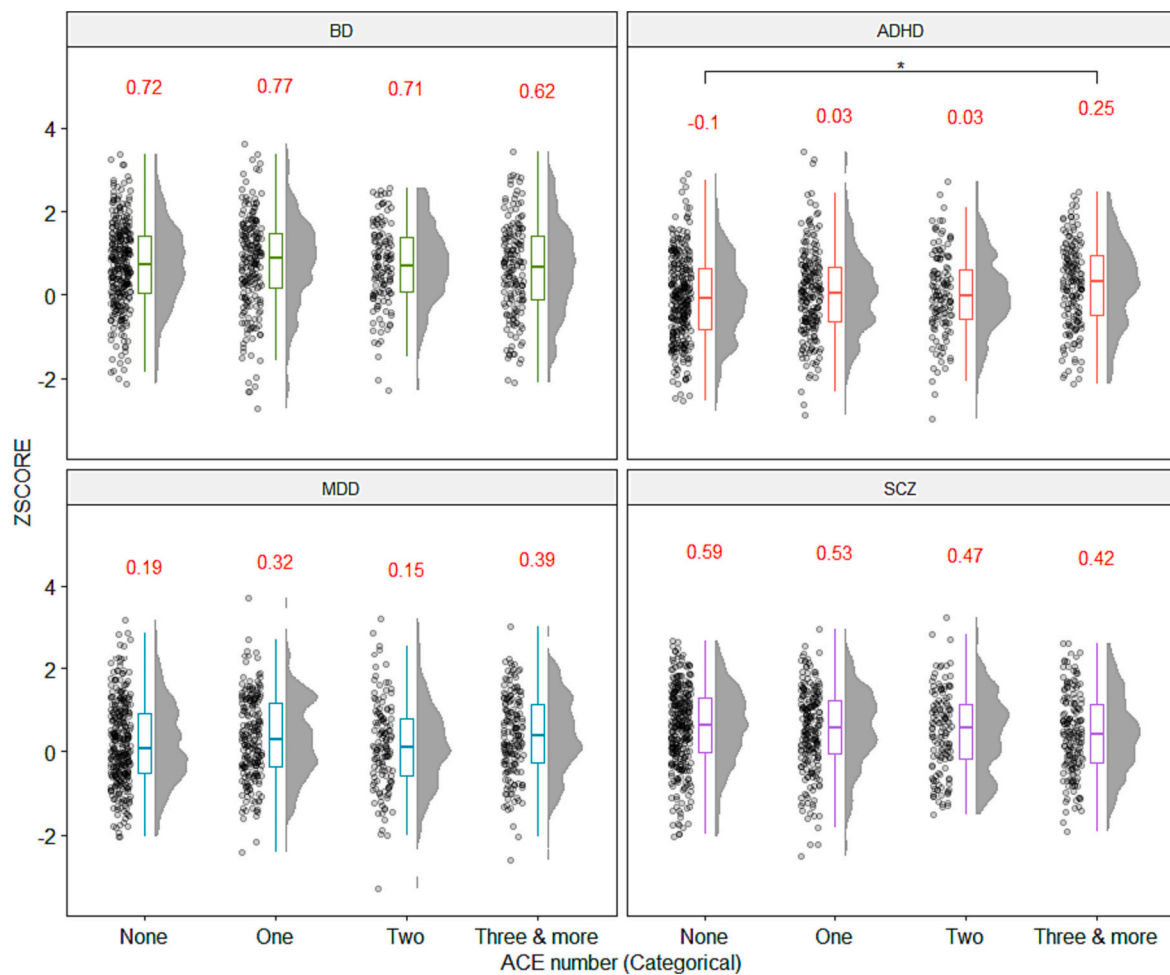 BD
ADHD
*
0.72 0.77 0.71 0.62
-0.1 0.03 0.03 0.25
4
2
0
-2
ZSCORE
MDD
SCZ
0.19 0.32 0.15 0.39
0.59 0.53 0.47 0.42
4
2
0
-2
None One Two Three & more
None One Two Three & more
ACE number (Categorical)